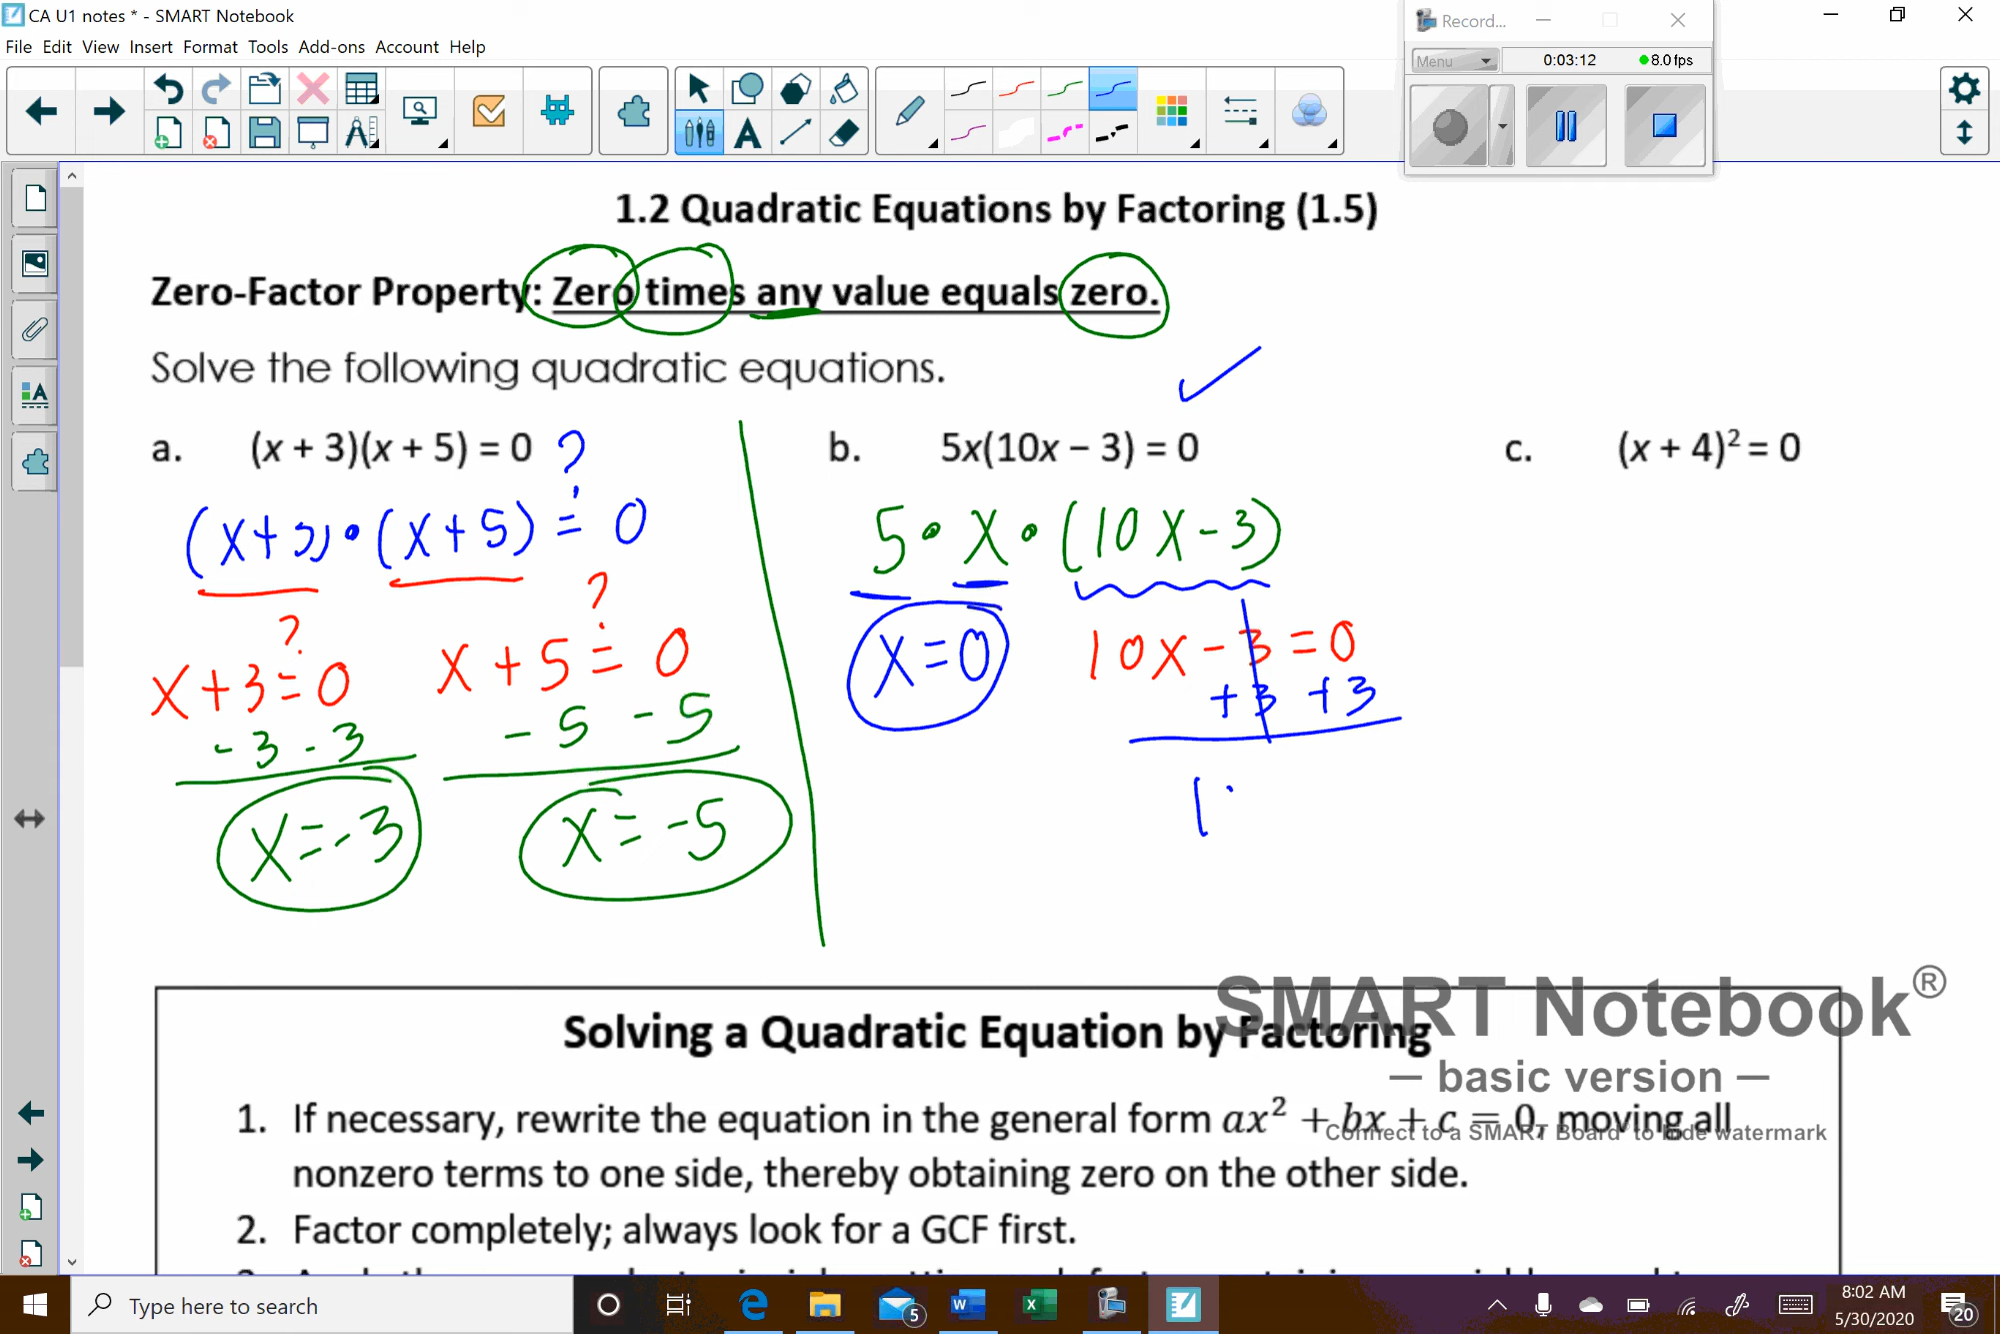 CA U1 notes * - SMART Notebook
File Edit View Insert Format Tools Add-ons Account Help
Record...
Menu 0:03:12 8.0 fps
1.2 Quadratic Equations by Factoring (1.5)
Zero-Factor Property: Zero times any value equals zero.
Solve the following quadratic equations.
a. (x + 3)(x + 5) = 0 ?
b. 5x(10x − 3) = 0
c. (x + 4)² = 0
(x+3)•(x+5) = 0
5 • x • (10x - 3)
? ?
x+3=0 x+5=0
x=0 10x-3=0
-3 -3 -5 -5
+3 +3
x=-3 x=-5
1
SMART Notebook®
— basic version —
Connect to a SMART Board to hide watermark
Solving a Quadratic Equation by Factoring
1. If necessary, rewrite the equation in the general form ax² + bx + c = 0, moving all
nonzero terms to one side, thereby obtaining zero on the other side.
2. Factor completely; always look for a GCF first.
Type here to search
5
8:02 AM
5/30/2020
20